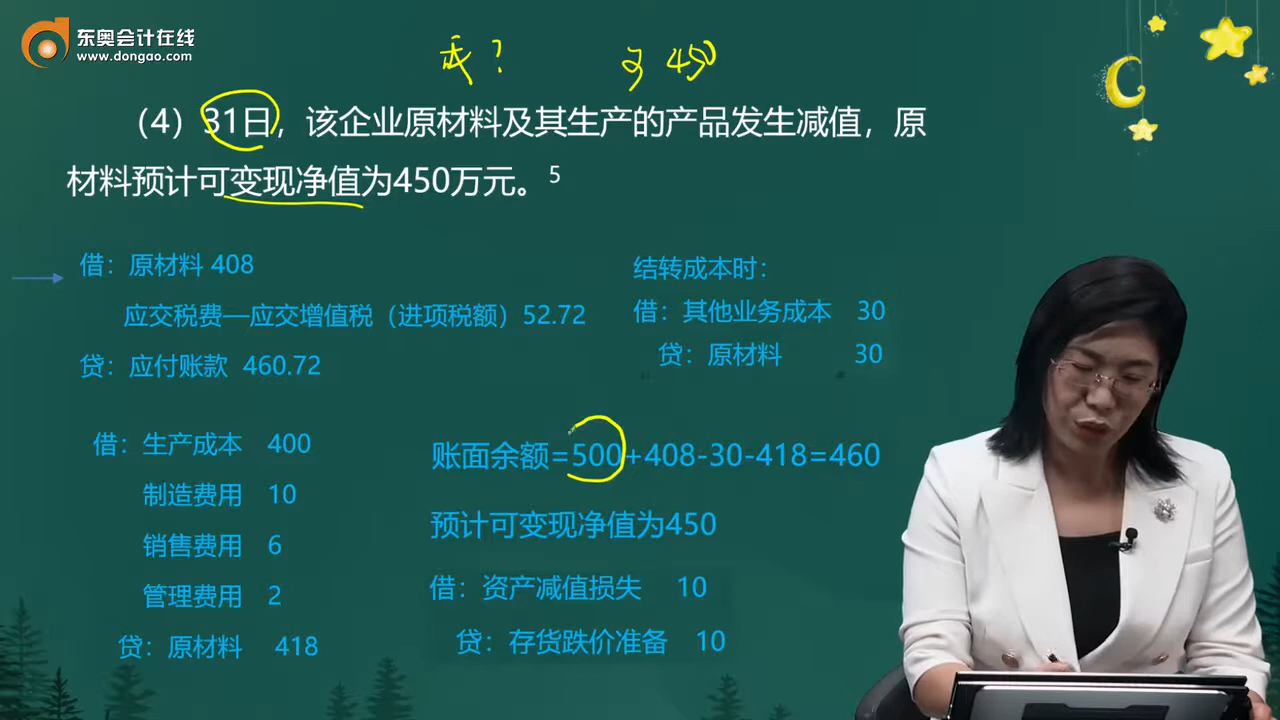 东奥会计在线
www.dongao.com
成？ 可 450
（4）31日，该企业原材料及其生产的产品发生减值，原
材料预计可变现净值为450万元。5
借：原材料 408
应交税费—应交增值税（进项税额）52.72
贷：应付账款 460.72
结转成本时：
借：其他业务成本 30
贷：原材料 30
借：生产成本 400
制造费用 10
销售费用 6
管理费用 2
贷：原材料 418
账面余额=500+408-30-418=460
预计可变现净值为450
借：资产减值损失 10
贷：存货跌价准备 10